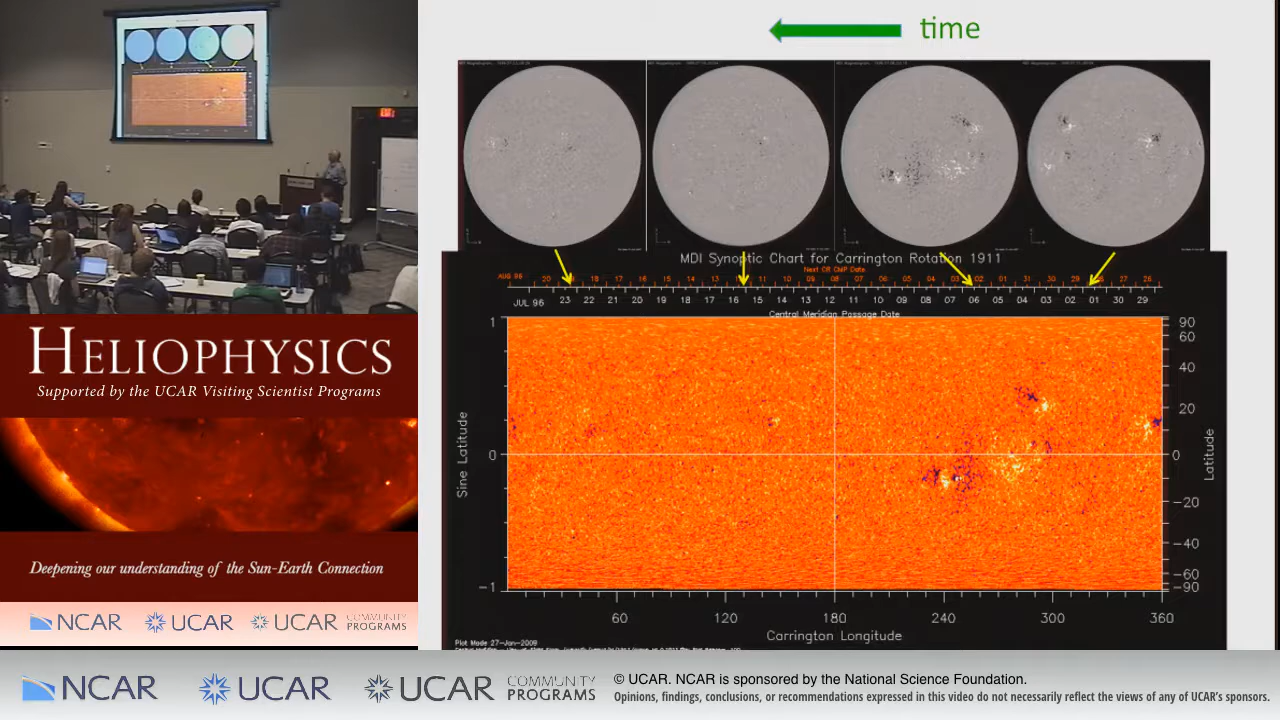 time
MDI Synoptic Chart for Carrington Rotation 1911
Next CR CMP Date
AUG 96 20 18 17 16 15 14 13 11 10 09 08 07 06 05 04 03 02 01 31 30 29 27 26
JUL 96 23 22 21 20 19 18 17 16 15 14 13 12 11 10 09 08 07 06 05 04 03 02 01 30 29
Central Meridian Passage Date
1 90
60
40
20
0 0
-20
-40
-60
-1 -90
Sine Latitude
Latitude
60 120 180 240 300 360
Carrington Longitude
Plot Made 27-Jan-2009
EXIT
HELIOPHYSICS
Supported by the UCAR Visiting Scientist Programs
Deepening our understanding of the Sun-Earth Connection
NCAR UCAR UCAR COMMUNITY PROGRAMS
NCAR UCAR UCAR COMMUNITY PROGRAMS
© UCAR. NCAR is sponsored by the National Science Foundation.
Opinions, findings, conclusions, or recommendations expressed in this video do not necessarily reflect the views of any of UCAR's sponsors.